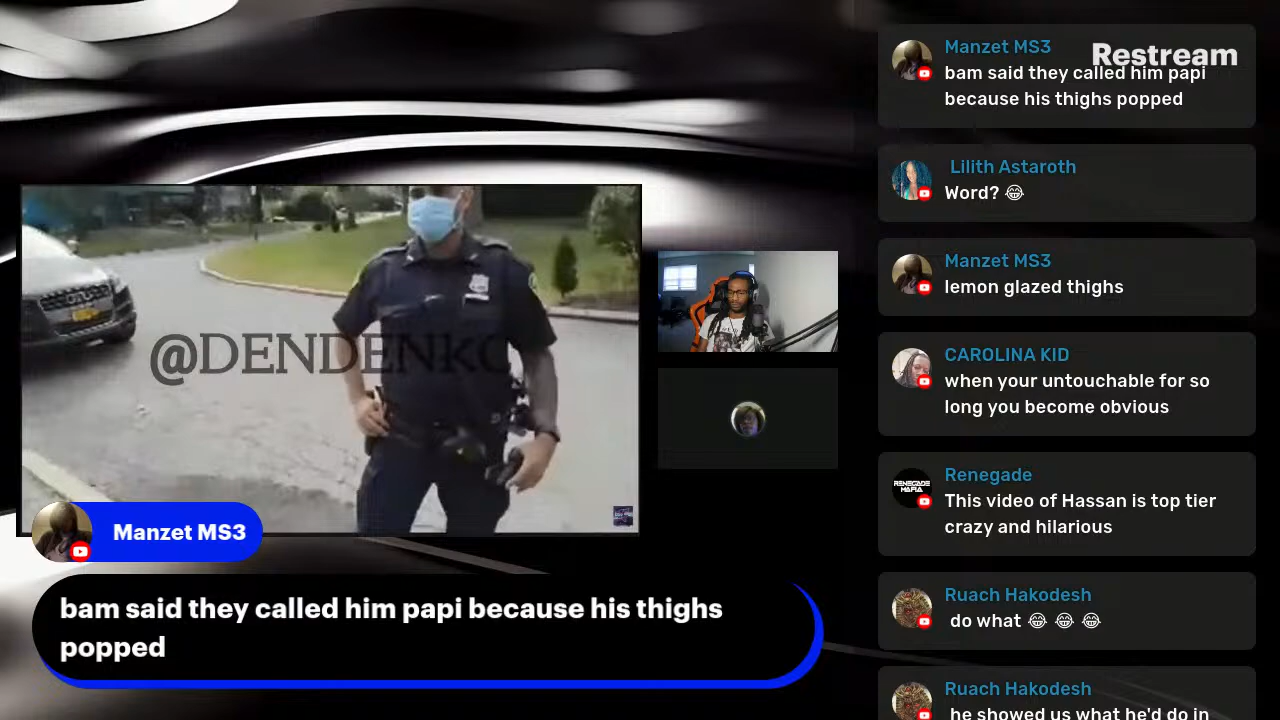 @DENDENKO
Manzet MS3
bam said they called him papi because his thighs
popped
Restream
Manzet MS3
bam said they called him papi
because his thighs popped
Lilith Astaroth
Word? 😂
Manzet MS3
lemon glazed thighs
CAROLINA KID
when your untouchable for so
long you become obvious
RENEGADE
MAFIA
Renegade
This video of Hassan is top tier
crazy and hilarious
Ruach Hakodesh
do what 😂 😂 😂
Ruach Hakodesh
he showed us what he'd do in